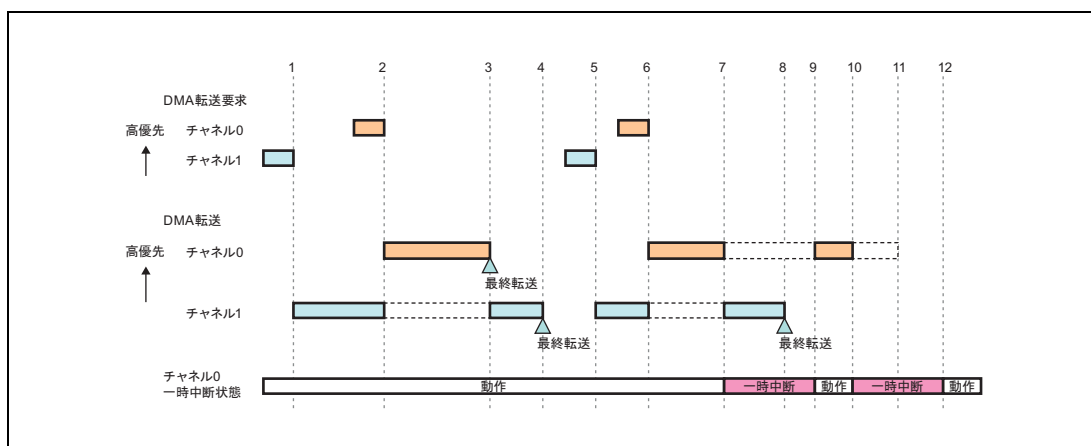 1 2 3 4 5 6 7 8 9 10 11 12
DMA転送要求
高優先 チャネル0
チャネル1
DMA転送
高優先 チャネル0
最終転送
チャネル1
最終転送 最終転送
チャネル0
一時中断状態
動作 一時中断 動作 一時中断 動作